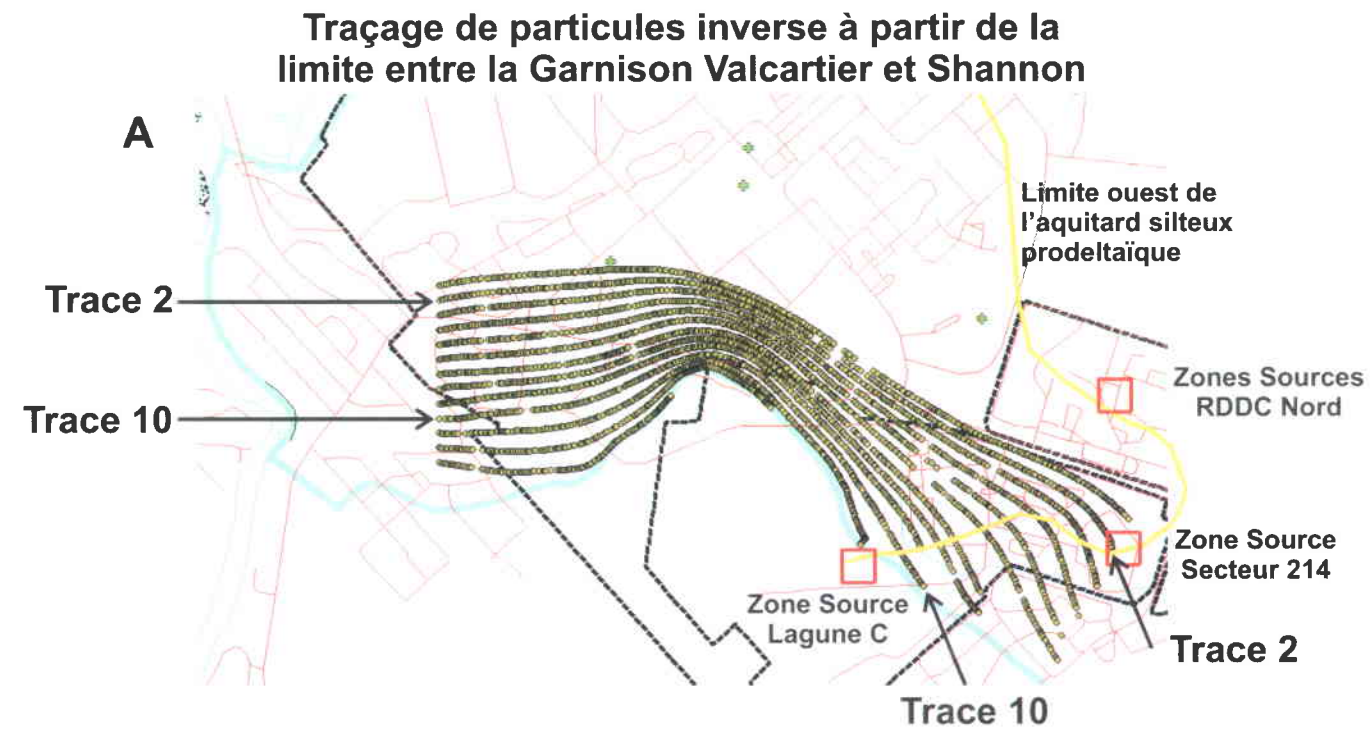 Traçage de particules inverse à partir de la
limite entre la Garnison Valcartier et Shannon
A
Limite ouest de
l'aquitard silteux
prodeltaïque
Trace 2
Zones Sources
RDDC Nord
Trace 10
Zone Source
Secteur 214
Zone Source
Lagune C
Trace 2
Trace 10